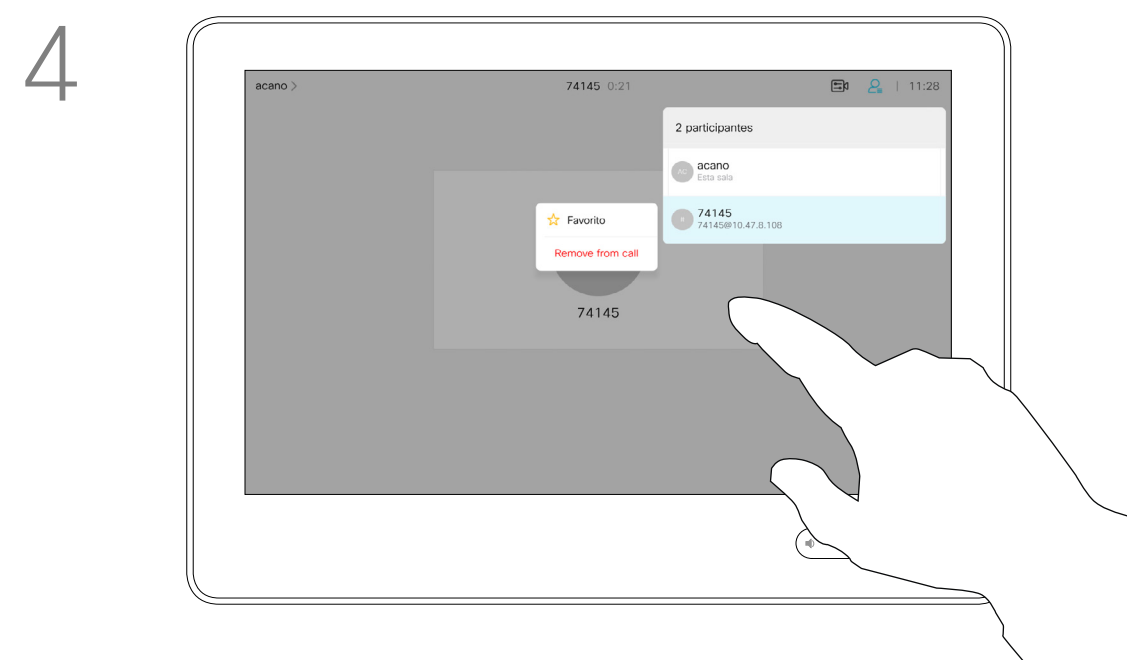 4
acano >
74145 0:21
| 11:28
2 participantes
AC
acano
Esta sala
74145
74145@10.47.8.108
Favorito
Remove from call
74145